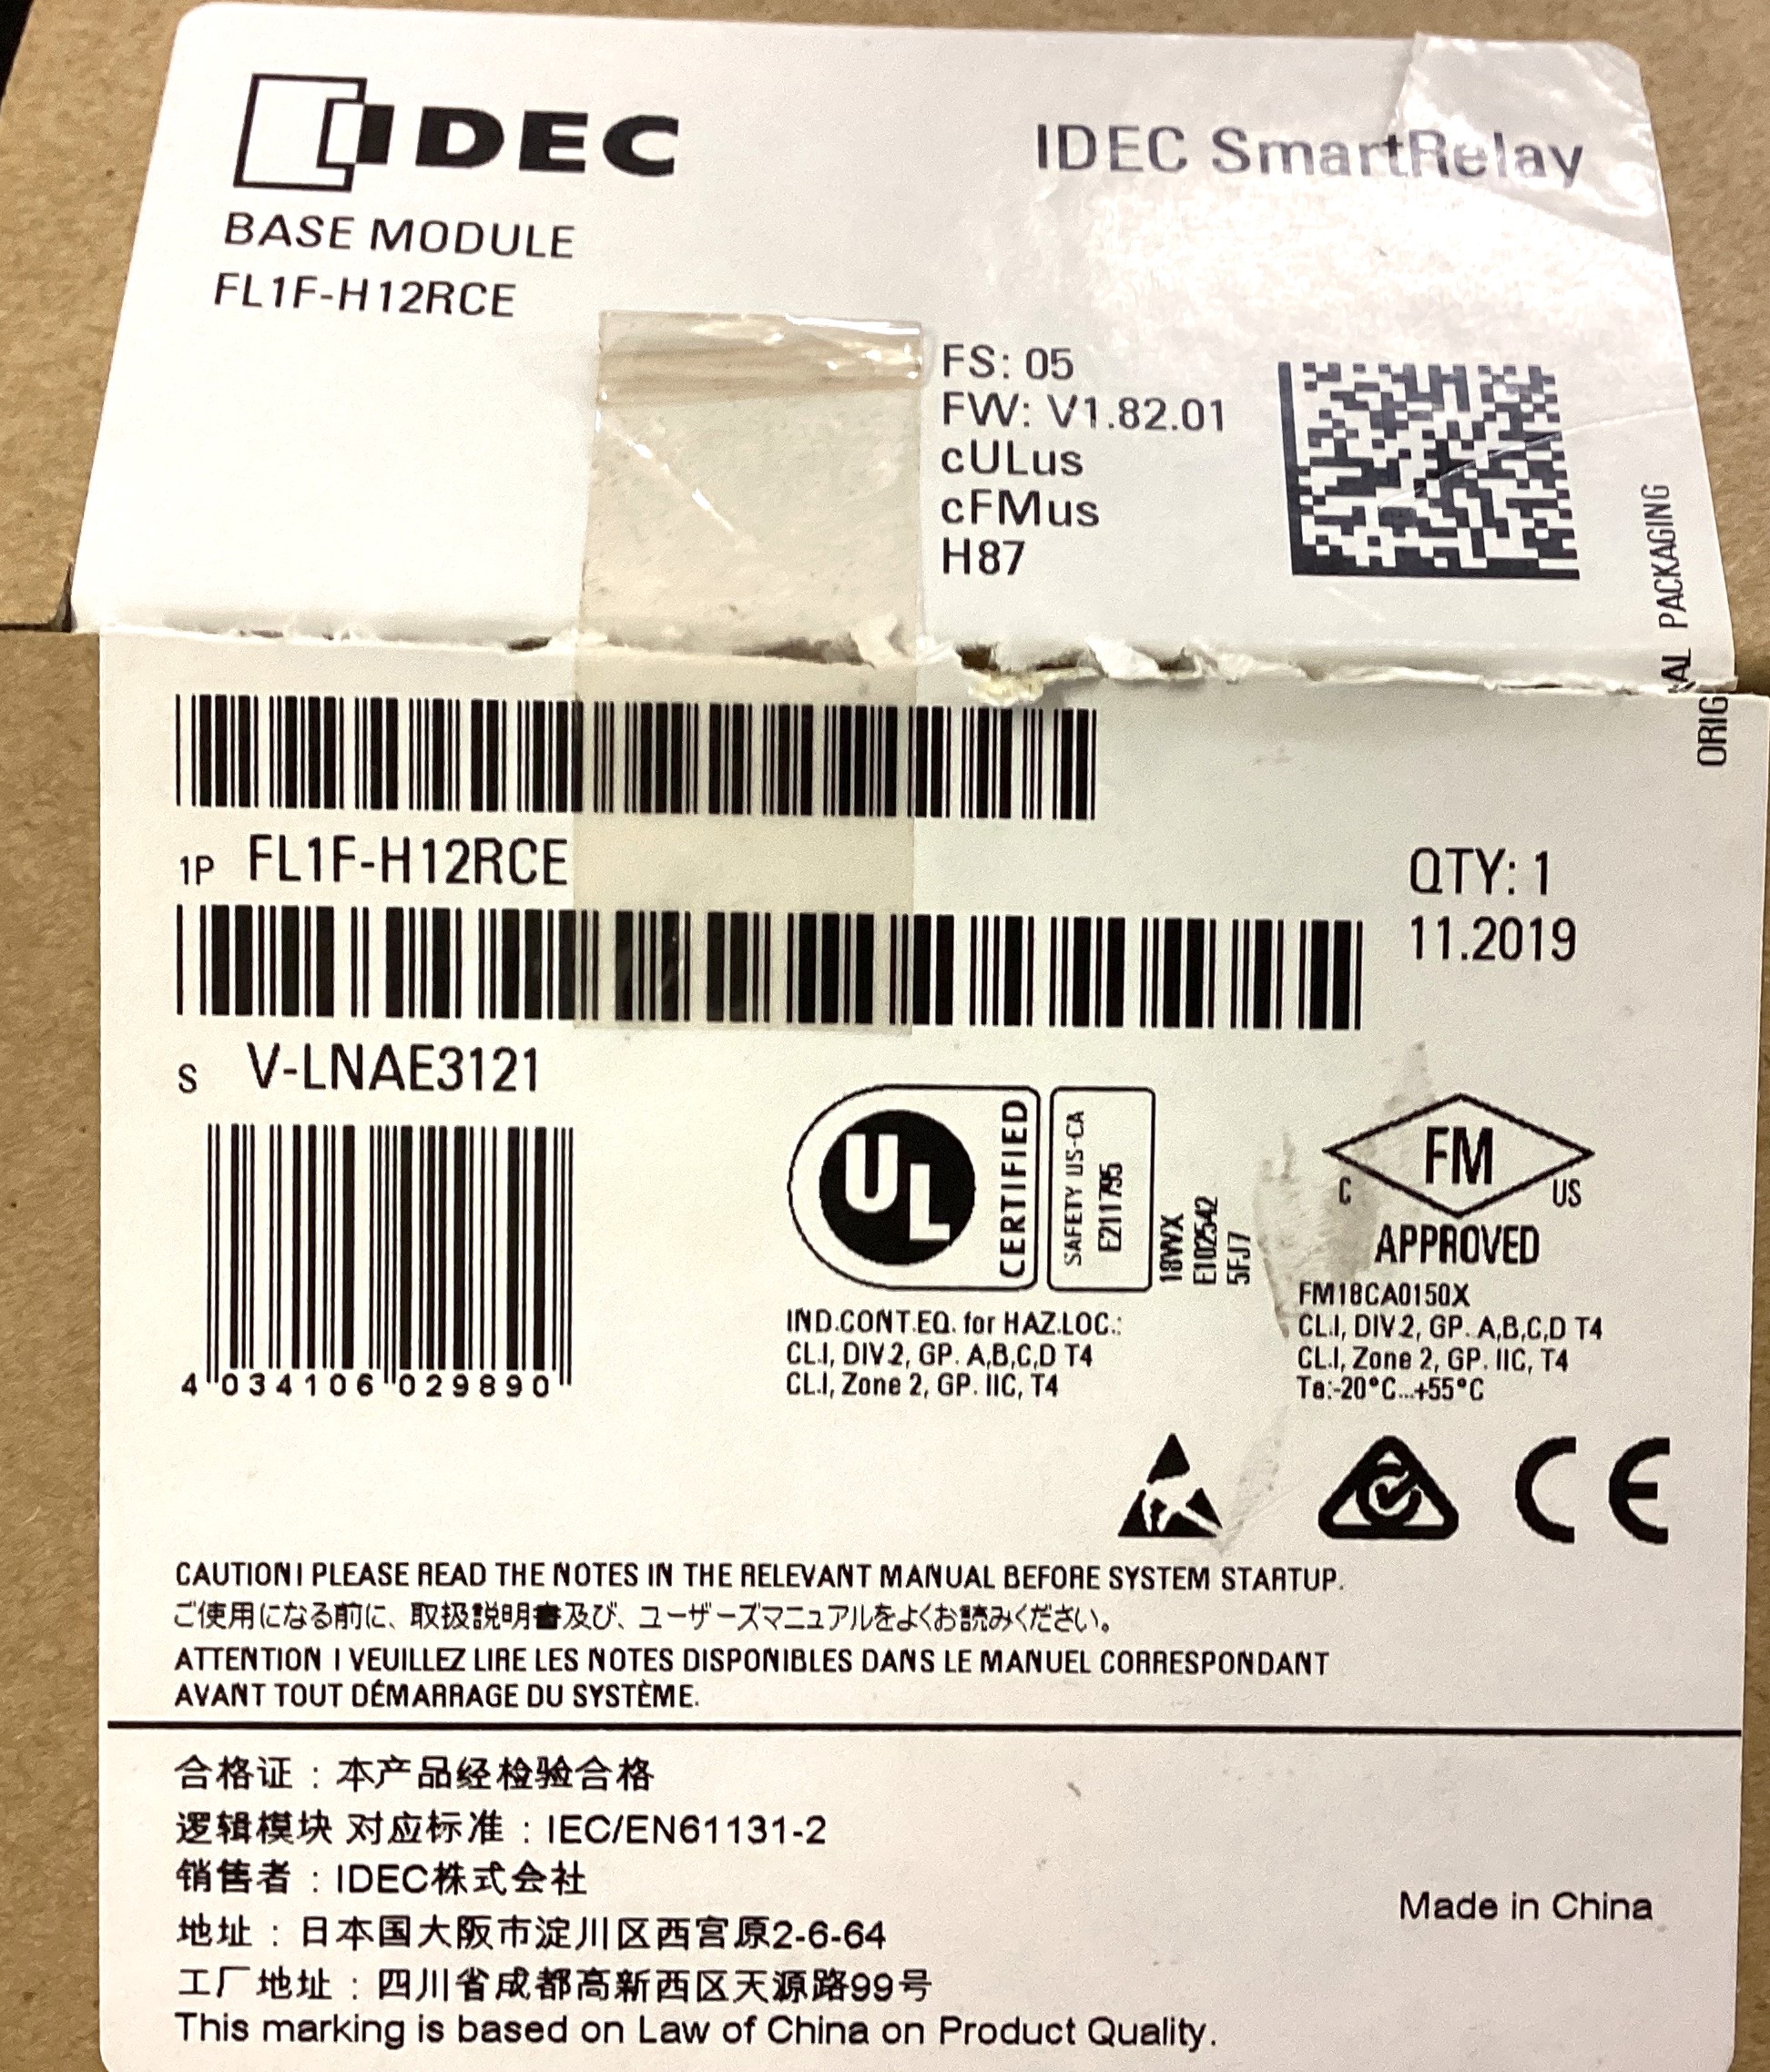 IDEC
IDEC SmartRelay
BASE MODULE
FL1F-H12RCE
FS: 05
FW: V1.82.01
cULus
cFMus
H87
ORIG AL PACKAGING
1P FL1F-H12RCE
QTY: 1
11.2019
S V-LNAE3121
4 034106 029890
UL
CERTIFIED
SAFETY US-CA
E211795
18WX
E102542
5FJ7
IND.CONT.EQ. for HAZ.LOC.:
CL.I, DIV.2, GP. A,B,C,D T4
CL.I, Zone 2, GP. IIC, T4
FM
C US
APPROVED
FM18CA0150X
CL.I, DIV.2, GP. A,B,C,D T4
CL.I, Zone 2, GP. IIC, T4
Ta:-20°C...+55°C
CE
CAUTION! PLEASE READ THE NOTES IN THE RELEVANT MANUAL BEFORE SYSTEM STARTUP.
ご使用になる前に、取扱説明書及び、ユーザーズマニュアルをよくお読みください。
ATTENTION ! VEUILLEZ LIRE LES NOTES DISPONIBLES DANS LE MANUEL CORRESPONDANT
AVANT TOUT DÉMARRAGE DU SYSTÈME.
合格证：本产品经检验合格
逻辑模块 对应标准：IEC/EN61131-2
销售者：IDEC株式会社
地址：日本国大阪市淀川区西宫原2-6-64
工厂地址：四川省成都高新西区天源路99号
Made in China
This marking is based on Law of China on Product Quality.